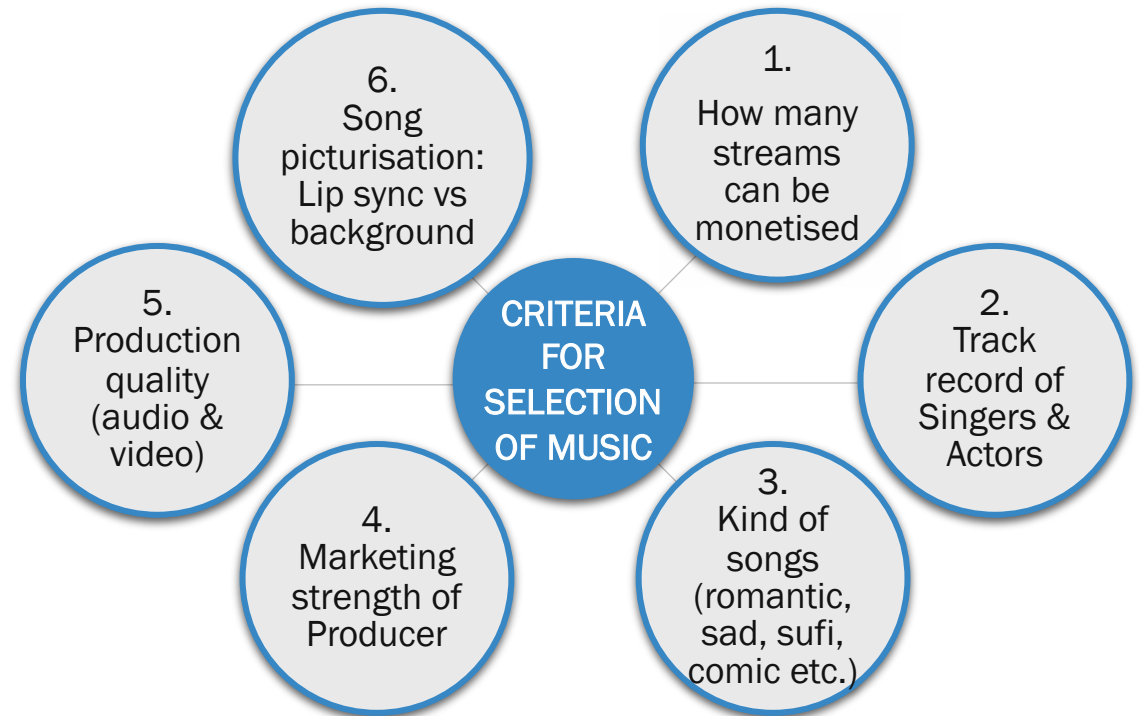 CRITERIA
FOR
SELECTION
OF MUSIC
1.
How many
streams
can be
monetised
2.
Track
record of
Singers &
Actors
3.
Kind of
songs
(romantic,
sad, sufi,
comic etc.)
4.
Marketing
strength of
Producer
5.
Production
quality
(audio &
video)
6.
Song
picturisation:
Lip sync vs
background